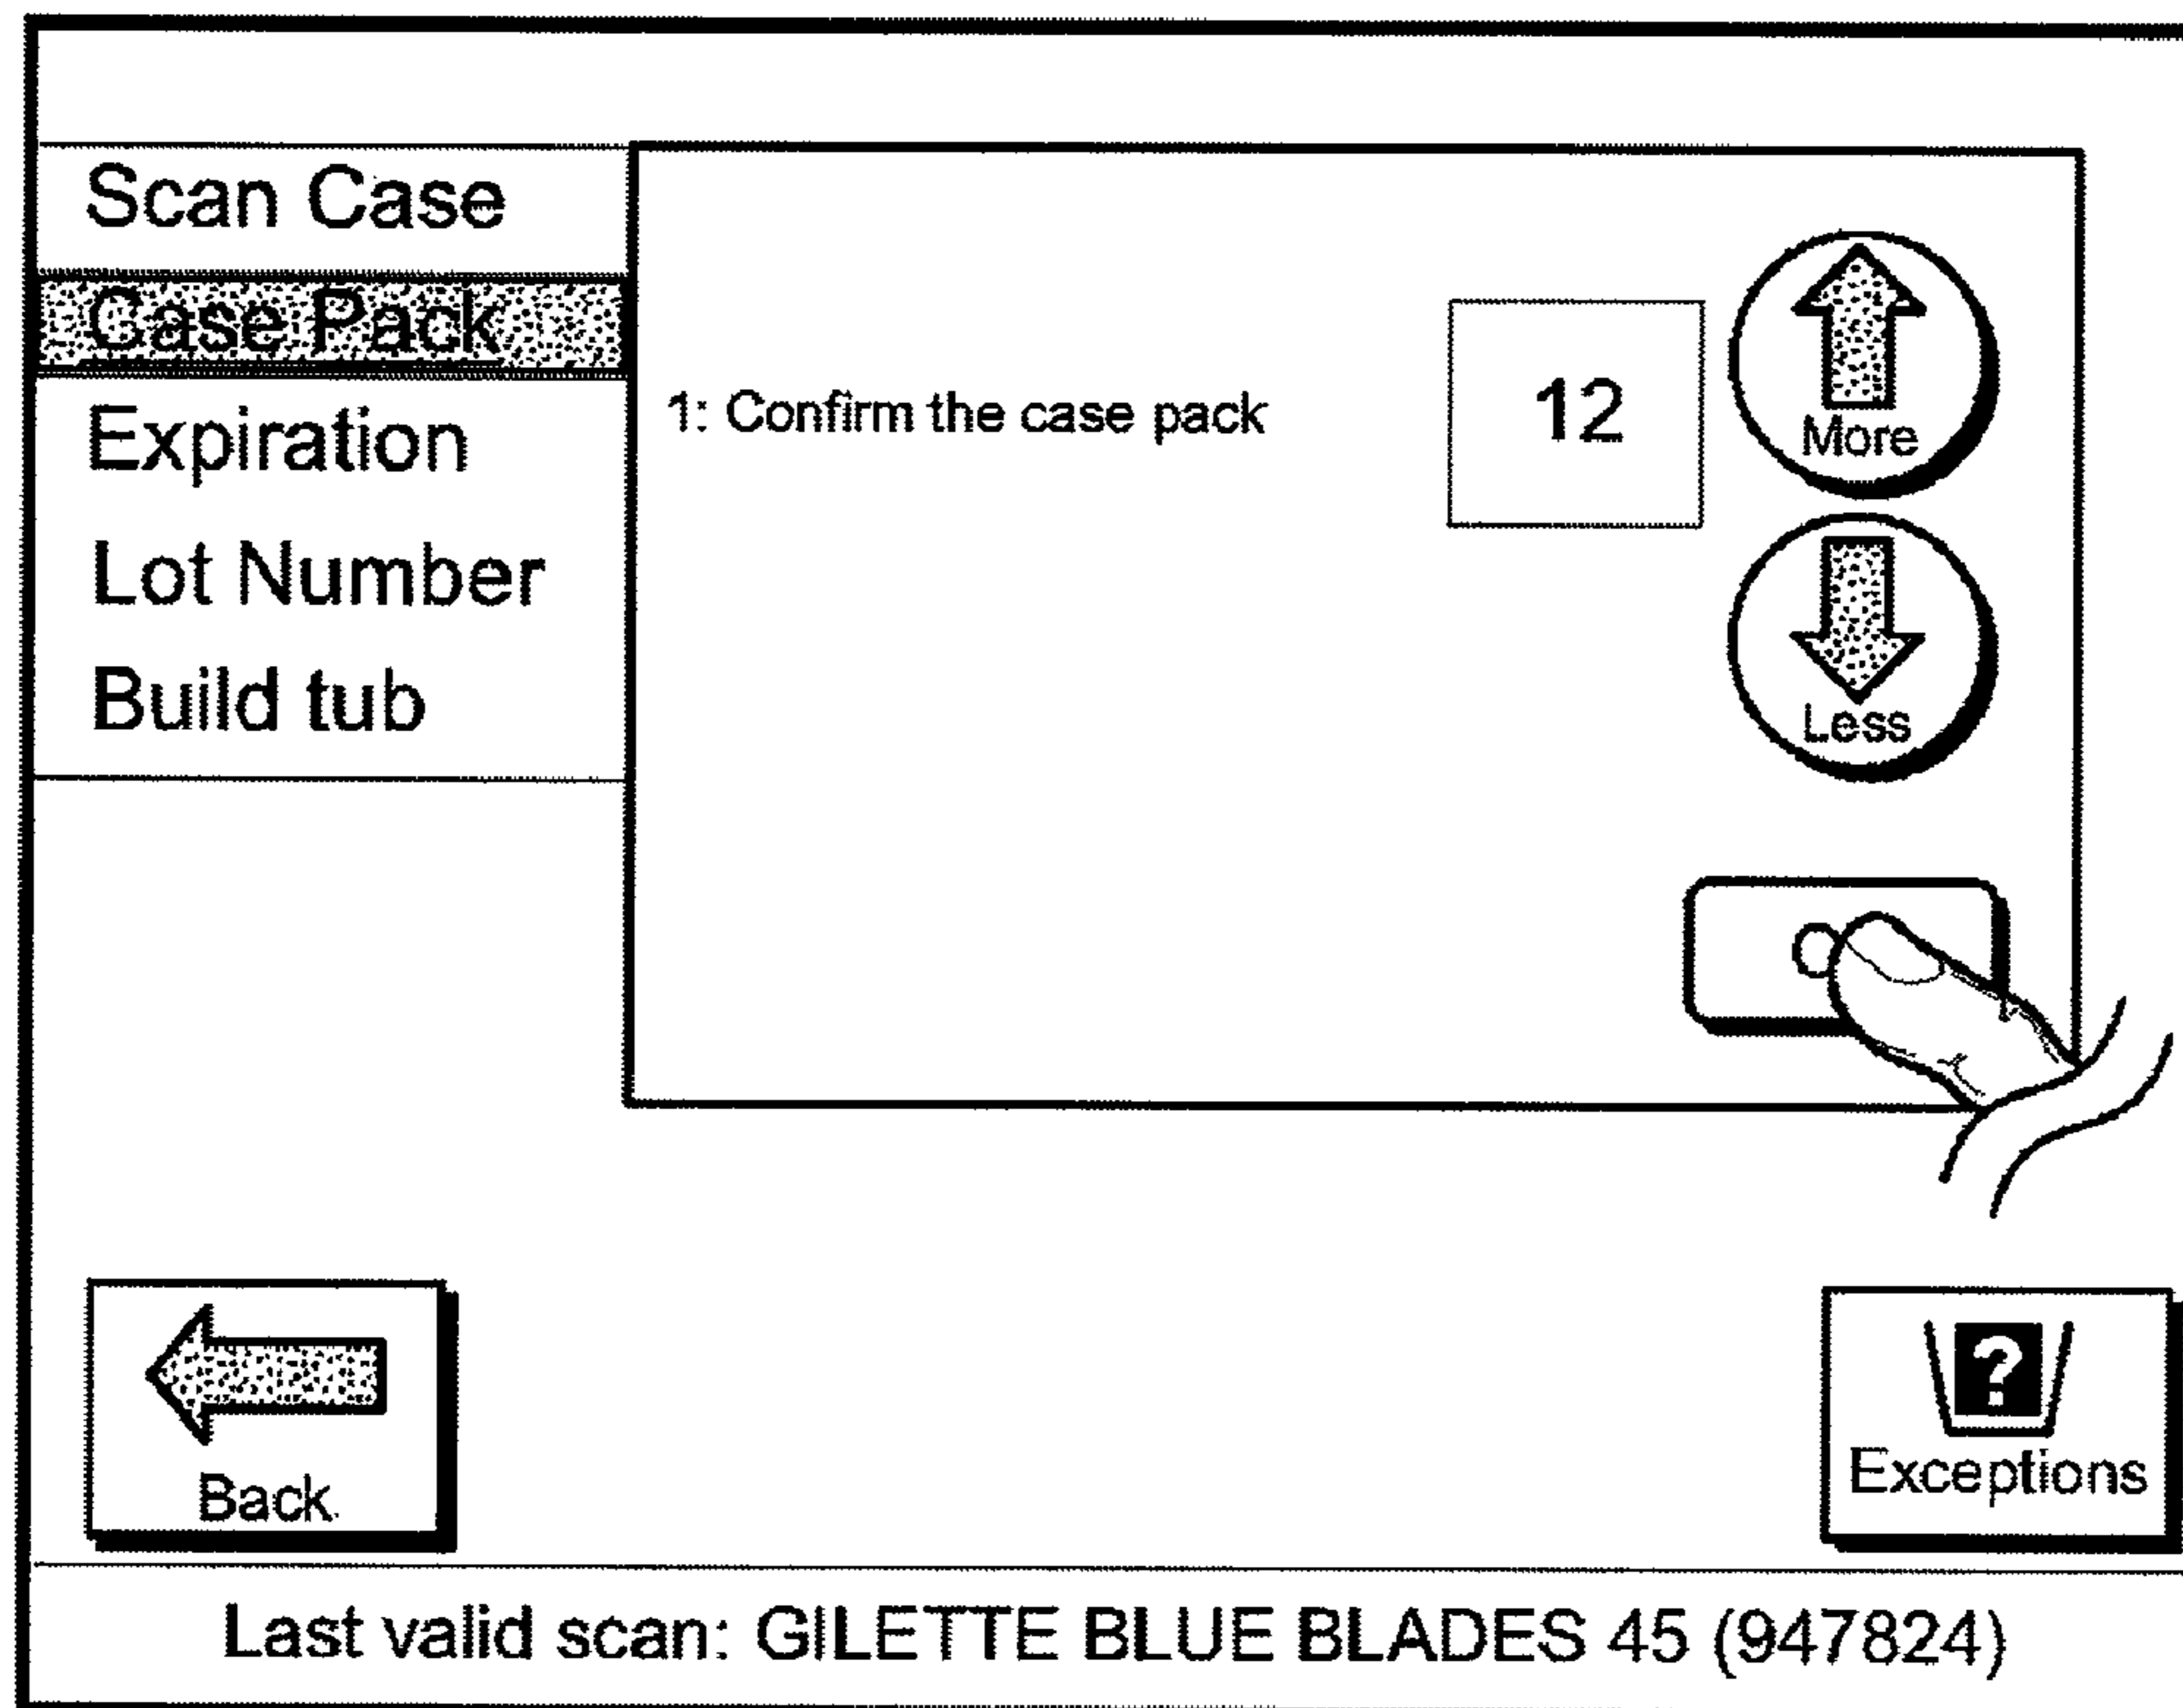 Scan Case
Case Pack
Expiration
Lot Number
Build tub
1: Confirm the case pack
12
More
Less
Back
?
Exceptions
Last valid scan: GILETTE BLUE BLADES 45 (947824)